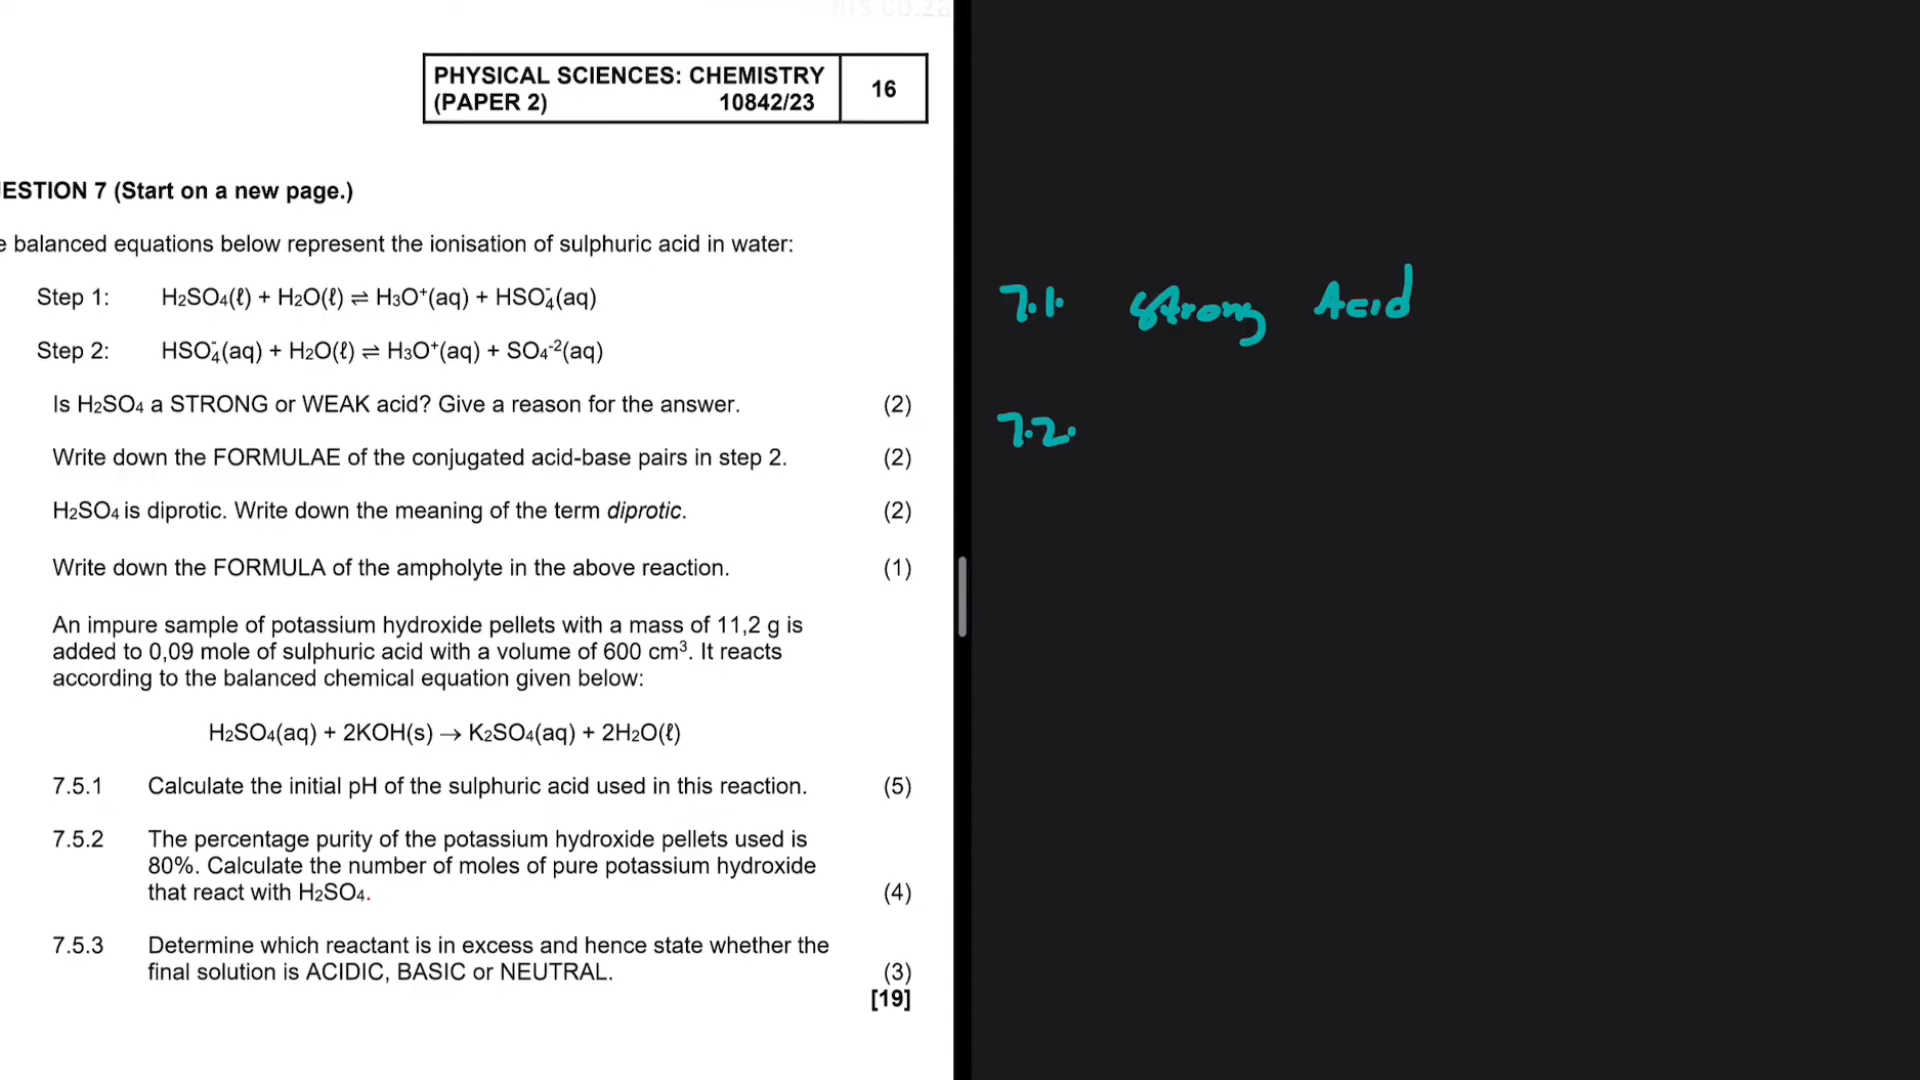 ers.co.za
PHYSICAL SCIENCES: CHEMISTRY
(PAPER 2) 10842/23
16
ESTION 7 (Start on a new page.)
e balanced equations below represent the ionisation of sulphuric acid in water:
Step 1: H₂SO₄(ℓ) + H₂O(ℓ) ⇌ H₃O⁺(aq) + HSO₄⁻(aq)
Step 2: HSO₄⁻(aq) + H₂O(ℓ) ⇌ H₃O⁺(aq) + SO₄⁻²(aq)
Is H₂SO₄ a STRONG or WEAK acid? Give a reason for the answer. (2)
Write down the FORMULAE of the conjugated acid-base pairs in step 2. (2)
H₂SO₄ is diprotic. Write down the meaning of the term diprotic. (2)
Write down the FORMULA of the ampholyte in the above reaction. (1)
An impure sample of potassium hydroxide pellets with a mass of 11,2 g is
added to 0,09 mole of sulphuric acid with a volume of 600 cm³. It reacts
according to the balanced chemical equation given below:
H₂SO₄(aq) + 2KOH(s) → K₂SO₄(aq) + 2H₂O(ℓ)
7.5.1 Calculate the initial pH of the sulphuric acid used in this reaction. (5)
7.5.2 The percentage purity of the potassium hydroxide pellets used is
80%. Calculate the number of moles of pure potassium hydroxide
that react with H₂SO₄. (4)
7.5.3 Determine which reactant is in excess and hence state whether the
final solution is ACIDIC, BASIC or NEUTRAL. (3)
[19]
7.1. Strong Acid
7.2.